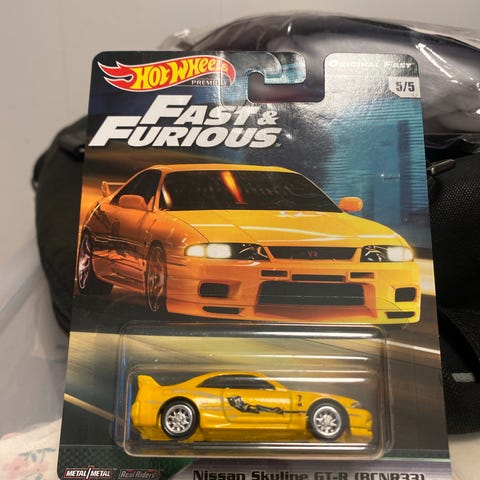 Hot Wheels
PREMIUM
ORIGINAL FAST
5/5
FAST &
FURIOUS
METAL/METAL
Real Riders
Nissan Skyline GT-R (BCNR33)